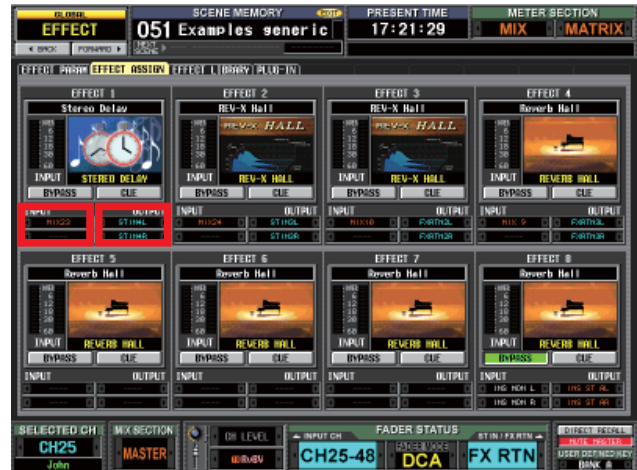 GLOBAL
EFFECT
BACK FORWARD
SCENE MEMORY EDIT
051 Examples generic
PRESENT TIME
17:21:29
METER SECTION
MIX MATRIX
EFFECT PARAM EFFECT ASSIGN EFFECT LIBRARY PLUG-IN
EFFECT 1 EFFECT 2 EFFECT 3 EFFECT 4
Stereo Delay REV-X Hall REV-X Hall Reverb Hall
REV-X HALL REV-X HALL
INPUT STEREO DELAY INPUT REV-X HALL INPUT REV-X HALL INPUT REVERB HALL
BYPASS CUE BYPASS CUE BYPASS CUE BYPASS CUE
INPUT OUTPUT INPUT OUTPUT INPUT OUTPUT INPUT OUTPUT
MIX23 STIN4L MIX24 STIN3L MIX10 FXRTN2L MIX 9 FXRTN3L
STIN4R STIN3R FXRTN2R FXRTN3R
EFFECT 5 EFFECT 6 EFFECT 7 EFFECT 8
Reverb Hall Reverb Hall Reverb Hall Reverb Hall
INPUT REVERB HALL INPUT REVERB HALL INPUT REVERB HALL INPUT REVERB HALL
BYPASS CUE BYPASS CUE BYPASS CUE BYPASS CUE
INPUT OUTPUT INPUT OUTPUT INPUT OUTPUT INPUT OUTPUT
INS MON L INS ST AL
INS MON R INS ST AR
SELECTED CH
CH25
John
MIX SECTION
MASTER
CH LEVEL
FADER STATUS
INPUT CH
CH25-48
FADER MODE
DCA
ST IN / FX RTN
FX RTN
DIRECT RECALL
MUTE MASTER
USER DEFINED KEY
BANK A